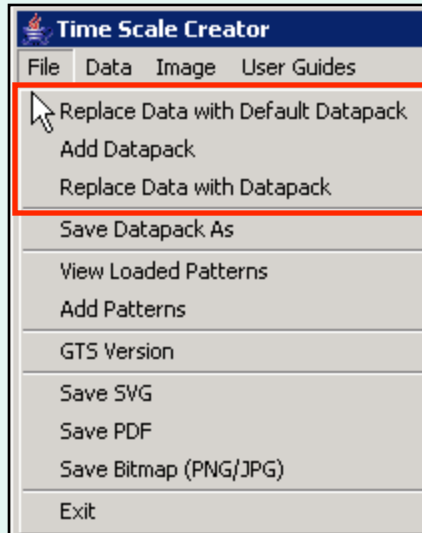 Time Scale Creator
File Data Image User Guides
Replace Data with Default Datapack
Add Datapack
Replace Data with Datapack
Save Datapack As
View Loaded Patterns
Add Patterns
GTS Version
Save SVG
Save PDF
Save Bitmap (PNG/JPG)
Exit